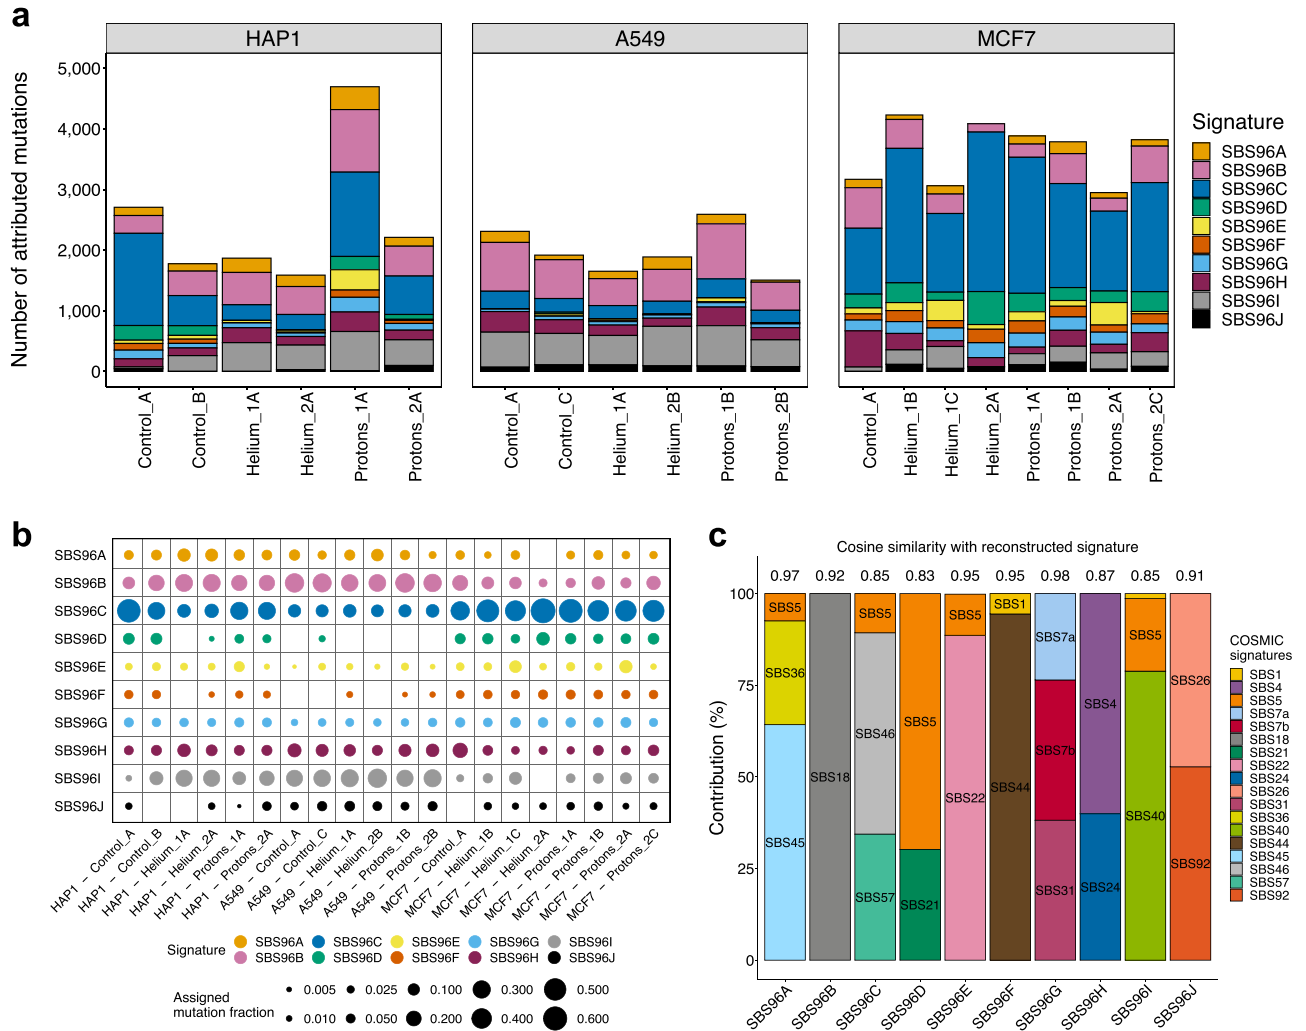 a
HAP1
A549
MCF7
Number of attributed mutations
5,000
4,000
3,000
2,000
1,000
0
Control_A
Control_B
Helium_1A
Helium_2A
Protons_1A
Protons_2A
Control_A
Control_C
Helium_1A
Helium_2B
Protons_1B
Protons_2B
Control_A
Helium_1B
Helium_1C
Helium_2A
Protons_1A
Protons_1B
Protons_2A
Protons_2C
Signature
SBS96A
SBS96B
SBS96C
SBS96D
SBS96E
SBS96F
SBS96G
SBS96H
SBS96I
SBS96J
b
SBS96A
SBS96B
SBS96C
SBS96D
SBS96E
SBS96F
SBS96G
SBS96H
SBS96I
SBS96J
HAP1 – Control_A
HAP1 – Control_B
HAP1 – Helium_1A
HAP1 – Helium_2A
HAP1 – Protons_1A
HAP1 – Protons_2A
A549 – Control_A
A549 – Control_C
A549 – Helium_1A
A549 – Helium_2B
A549 – Protons_1B
A549 – Protons_2B
MCF7 – Control_A
MCF7 – Helium_1B
MCF7 – Helium_1C
MCF7 – Helium_2A
MCF7 – Protons_1A
MCF7 – Protons_1B
MCF7 – Protons_2A
MCF7 – Protons_2C
Signature
SBS96A SBS96C SBS96E SBS96G SBS96I
SBS96B SBS96D SBS96F SBS96H SBS96J
Assigned
mutation fraction
0.005 0.025 0.100 0.300 0.500
0.010 0.050 0.200 0.400 0.600
c
Cosine similarity with reconstructed signature
0.97 0.92 0.85 0.83 0.95 0.95 0.98 0.87 0.85 0.91
Contribution (%)
100
75
50
25
0
SBS5
SBS36
SBS45
SBS18
SBS5
SBS46
SBS57
SBS5
SBS21
SBS5
SBS22
SBS1
SBS44
SBS7a
SBS7b
SBS31
SBS4
SBS24
SBS5
SBS40
SBS26
SBS92
SBS96A
SBS96B
SBS96C
SBS96D
SBS96E
SBS96F
SBS96G
SBS96H
SBS96I
SBS96J
COSMIC
signatures
SBS1
SBS4
SBS5
SBS7a
SBS7b
SBS18
SBS21
SBS22
SBS24
SBS26
SBS31
SBS36
SBS40
SBS44
SBS45
SBS46
SBS57
SBS92